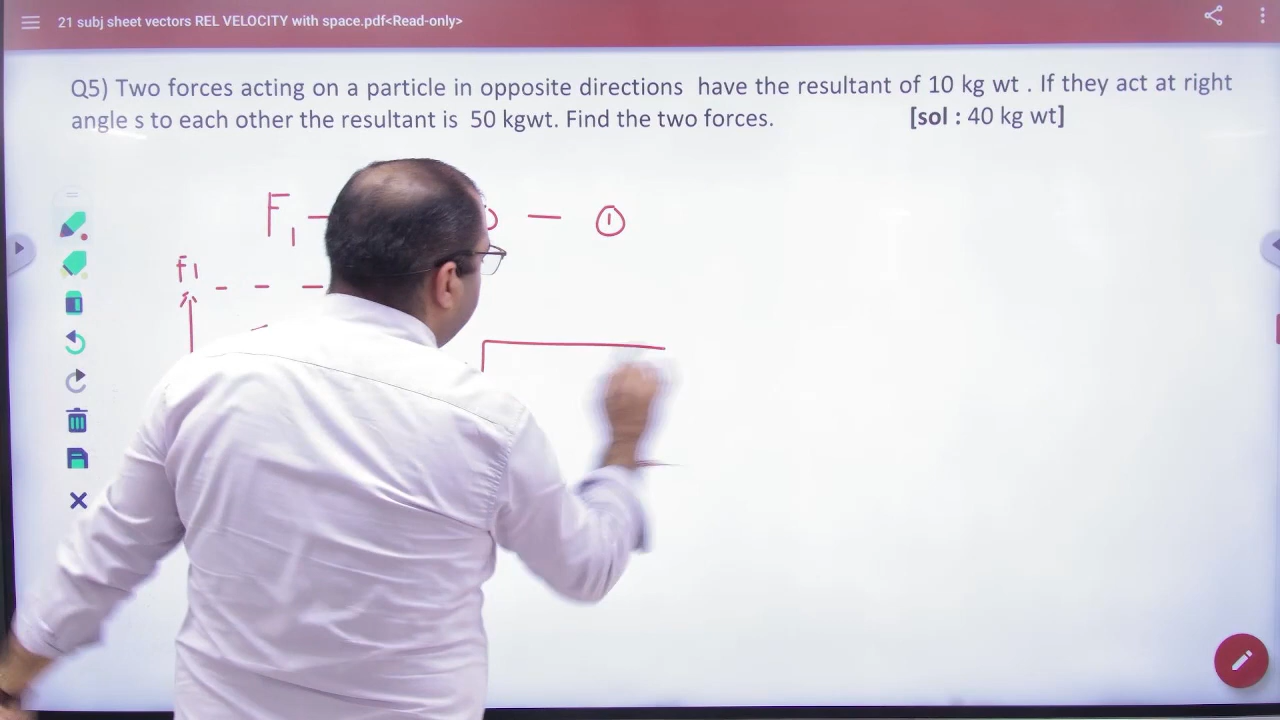 21 subj sheet vectors REL VELOCITY with space.pdf<Read-only>
Q5) Two forces acting on a particle in opposite directions have the resultant of 10 kg wt . If they act at right
angle s to each other the resultant is 50 kgwt. Find the two forces. [sol : 40 kg wt]
F1 — — ①
f1